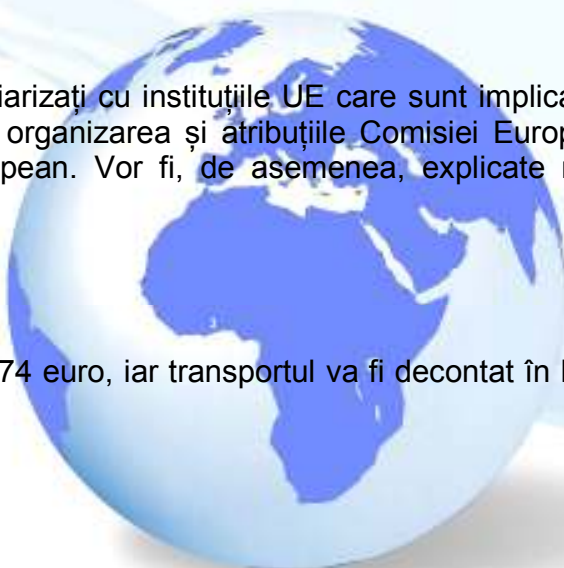 iarizați cu instituțiile UE care sunt implica
organizarea și atribuțiile Comisiei Europ
pean. Vor fi, de asemenea, explicate
74 euro, iar transportul va fi decontat în